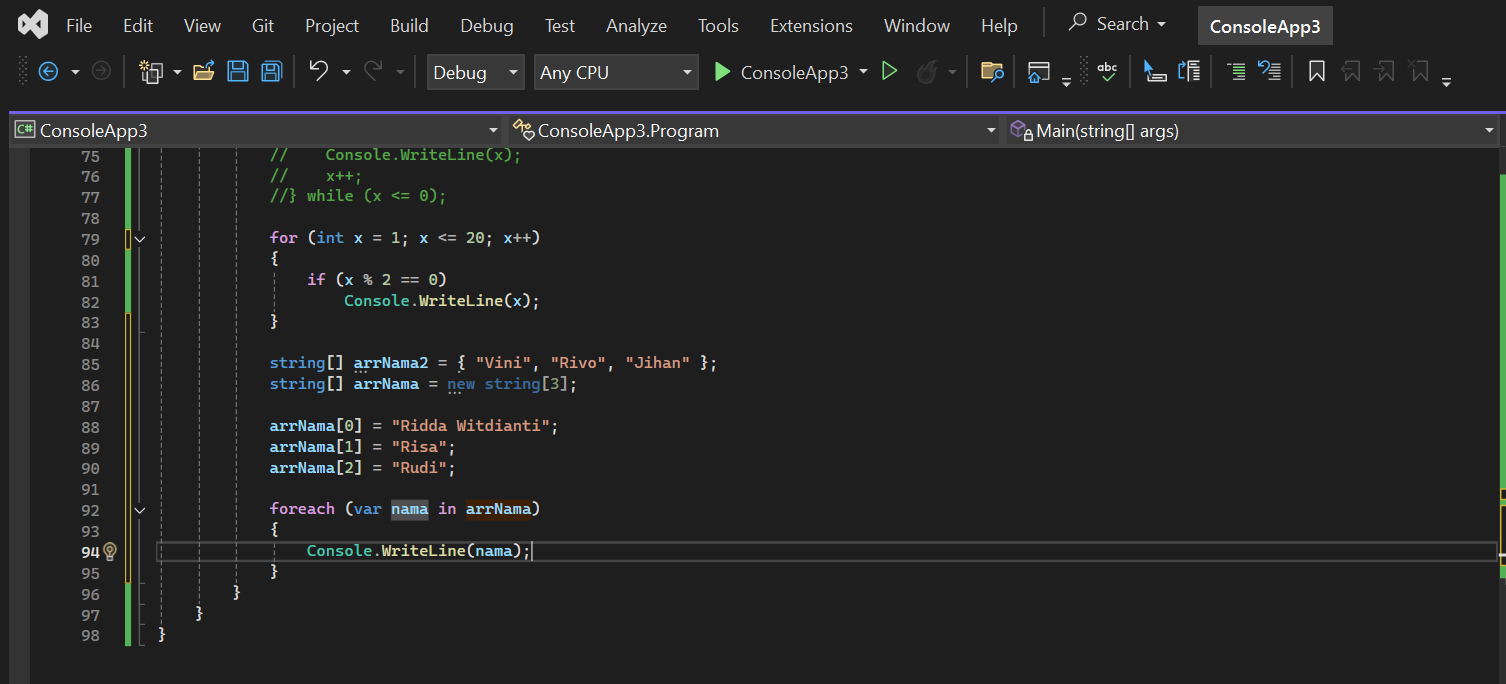 File Edit View Git Project Build Debug Test Analyze Tools Extensions Window Help Search ConsoleApp3
Debug Any CPU ConsoleApp3 abc
C# ConsoleApp3 ConsoleApp3.Program Main(string[] args)
75 //    Console.WriteLine(x);
76 //    x++;
77 //} while (x <= 0);
78
79 for (int x = 1; x <= 20; x++)
80 {
81     if (x % 2 == 0)
82         Console.WriteLine(x);
83 }
84
85 string[] arrNama2 = { "Vini", "Rivo", "Jihan" };
86 string[] arrNama = new string[3];
87
88 arrNama[0] = "Ridda Witdianti";
89 arrNama[1] = "Risa";
90 arrNama[2] = "Rudi";
91
92 foreach (var nama in arrNama)
93 {
94     Console.WriteLine(nama);
95 }
96 }
97 }
98 }